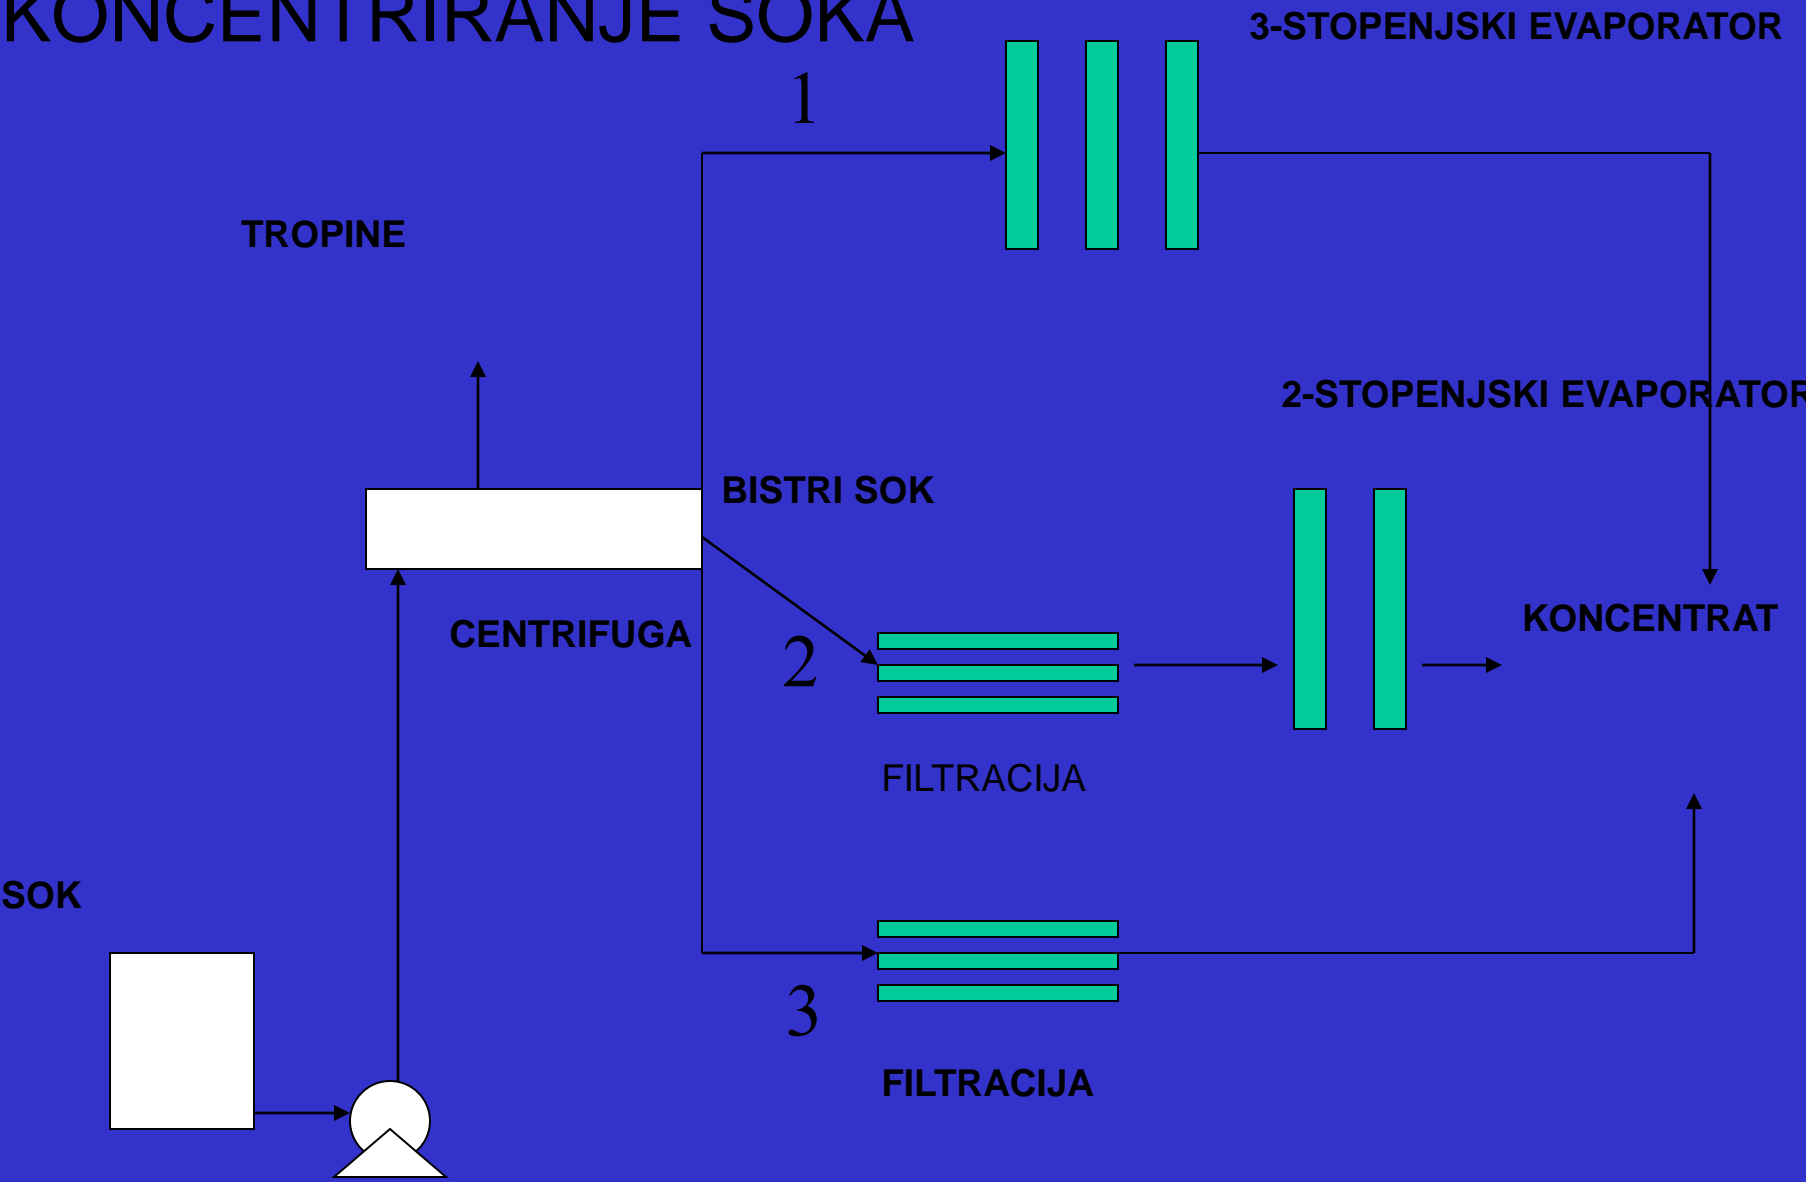 KONCENTRIRANJE SOKA
3-STOPENJSKI EVAPORATOR
1
TROPINE
2-STOPENJSKI EVAPORATOR
BISTRI SOK
KONCENTRAT
CENTRIFUGA
2
FILTRACIJA
SOK
3
FILTRACIJA